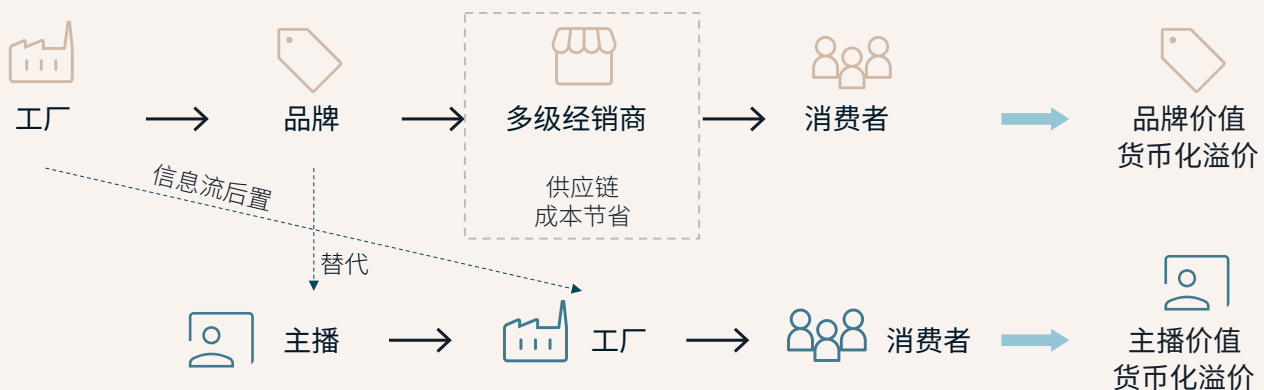 工厂
品牌
多级经销商
消费者
品牌价值
货币化溢价
信息流后置
供应链
成本节省
替代
主播
工厂
消费者
主播价值
货币化溢价